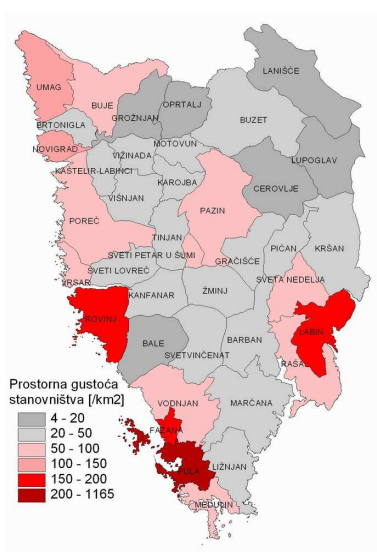 LANIŠĆE
UMAG
BUJE
OPRTALJ
GROŽNJAN
BUZET
BRTONIGLA
MOTOVUN
NOVIGRAD
VIŽINADA
LUPOGLAV
KAŠTELIR-LABINCI
KAROJBA
CEROVLJE
VIŠNJAN
PAZIN
POREČ
TINJAN
PIĆAN
KRŠAN
SVETI PETAR U ŠUMI
GRAČIŠĆE
SVETI LOVREČ
SVETA NEDELJA
VRSAR
KANFANAR
ŽMINJ
ROVINJ
LABIN
BALE
BARBAN
SVETVINČENAT
RAŠA
Prostorna gustoća
stanovništva [/km2]
4 - 20
20 - 50
50 - 100
100 - 150
150 - 200
200 - 1165
VODNJAN
MARČANA
FAŽANA
PULA
LIŽNJAN
MEDULIN